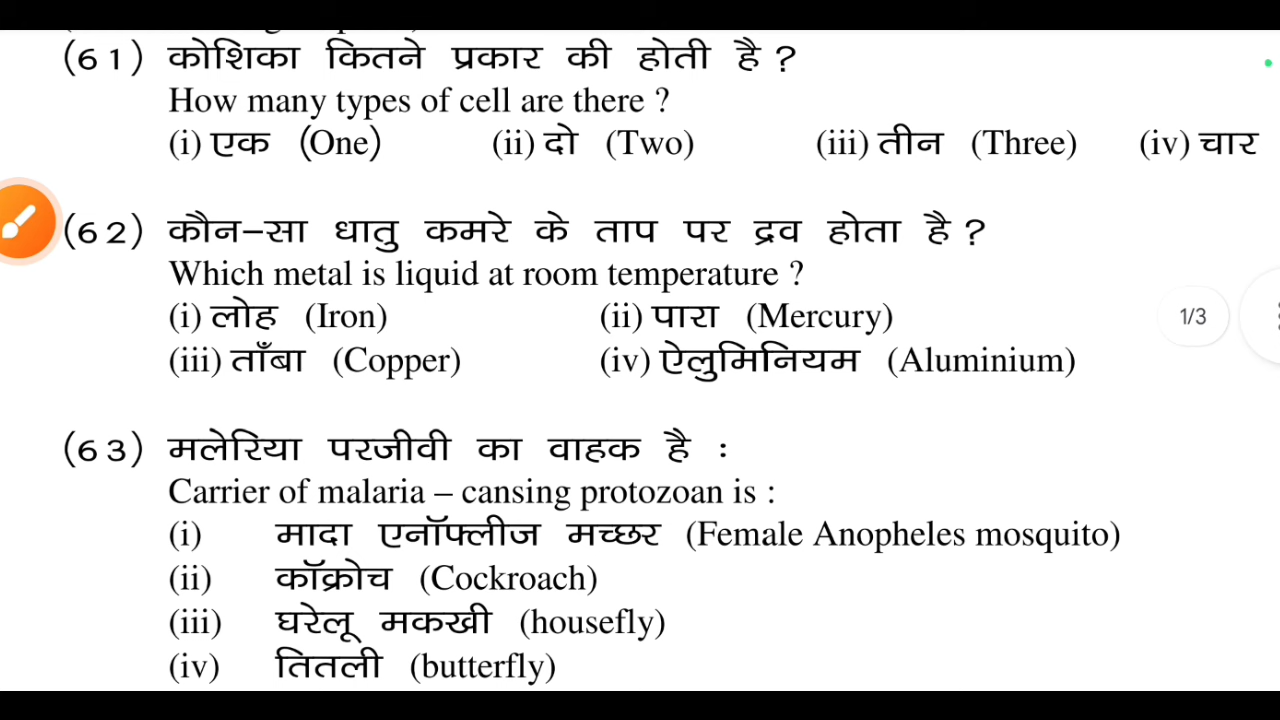 (61) कोशिका कितने प्रकार की होती है ?
How many types of cell are there ?
(i) एक (One) (ii) दो (Two) (iii) तीन (Three) (iv) चार
(62) कौन–सा धातु कमरे के ताप पर द्रव होता है ?
Which metal is liquid at room temperature ?
(i) लोह (Iron) (ii) पारा (Mercury)
1/3
(iii) ताँबा (Copper) (iv) ऐलुमिनियम (Aluminium)
(63) मलेरिया परजीवी का वाहक है :
Carrier of malaria – cansing protozoan is :
(i) मादा एनॉफ्लीज मच्छर (Female Anopheles mosquito)
(ii) कॉक्रोच (Cockroach)
(iii) घरेलू मकखी (housefly)
(iv) तितली (butterfly)